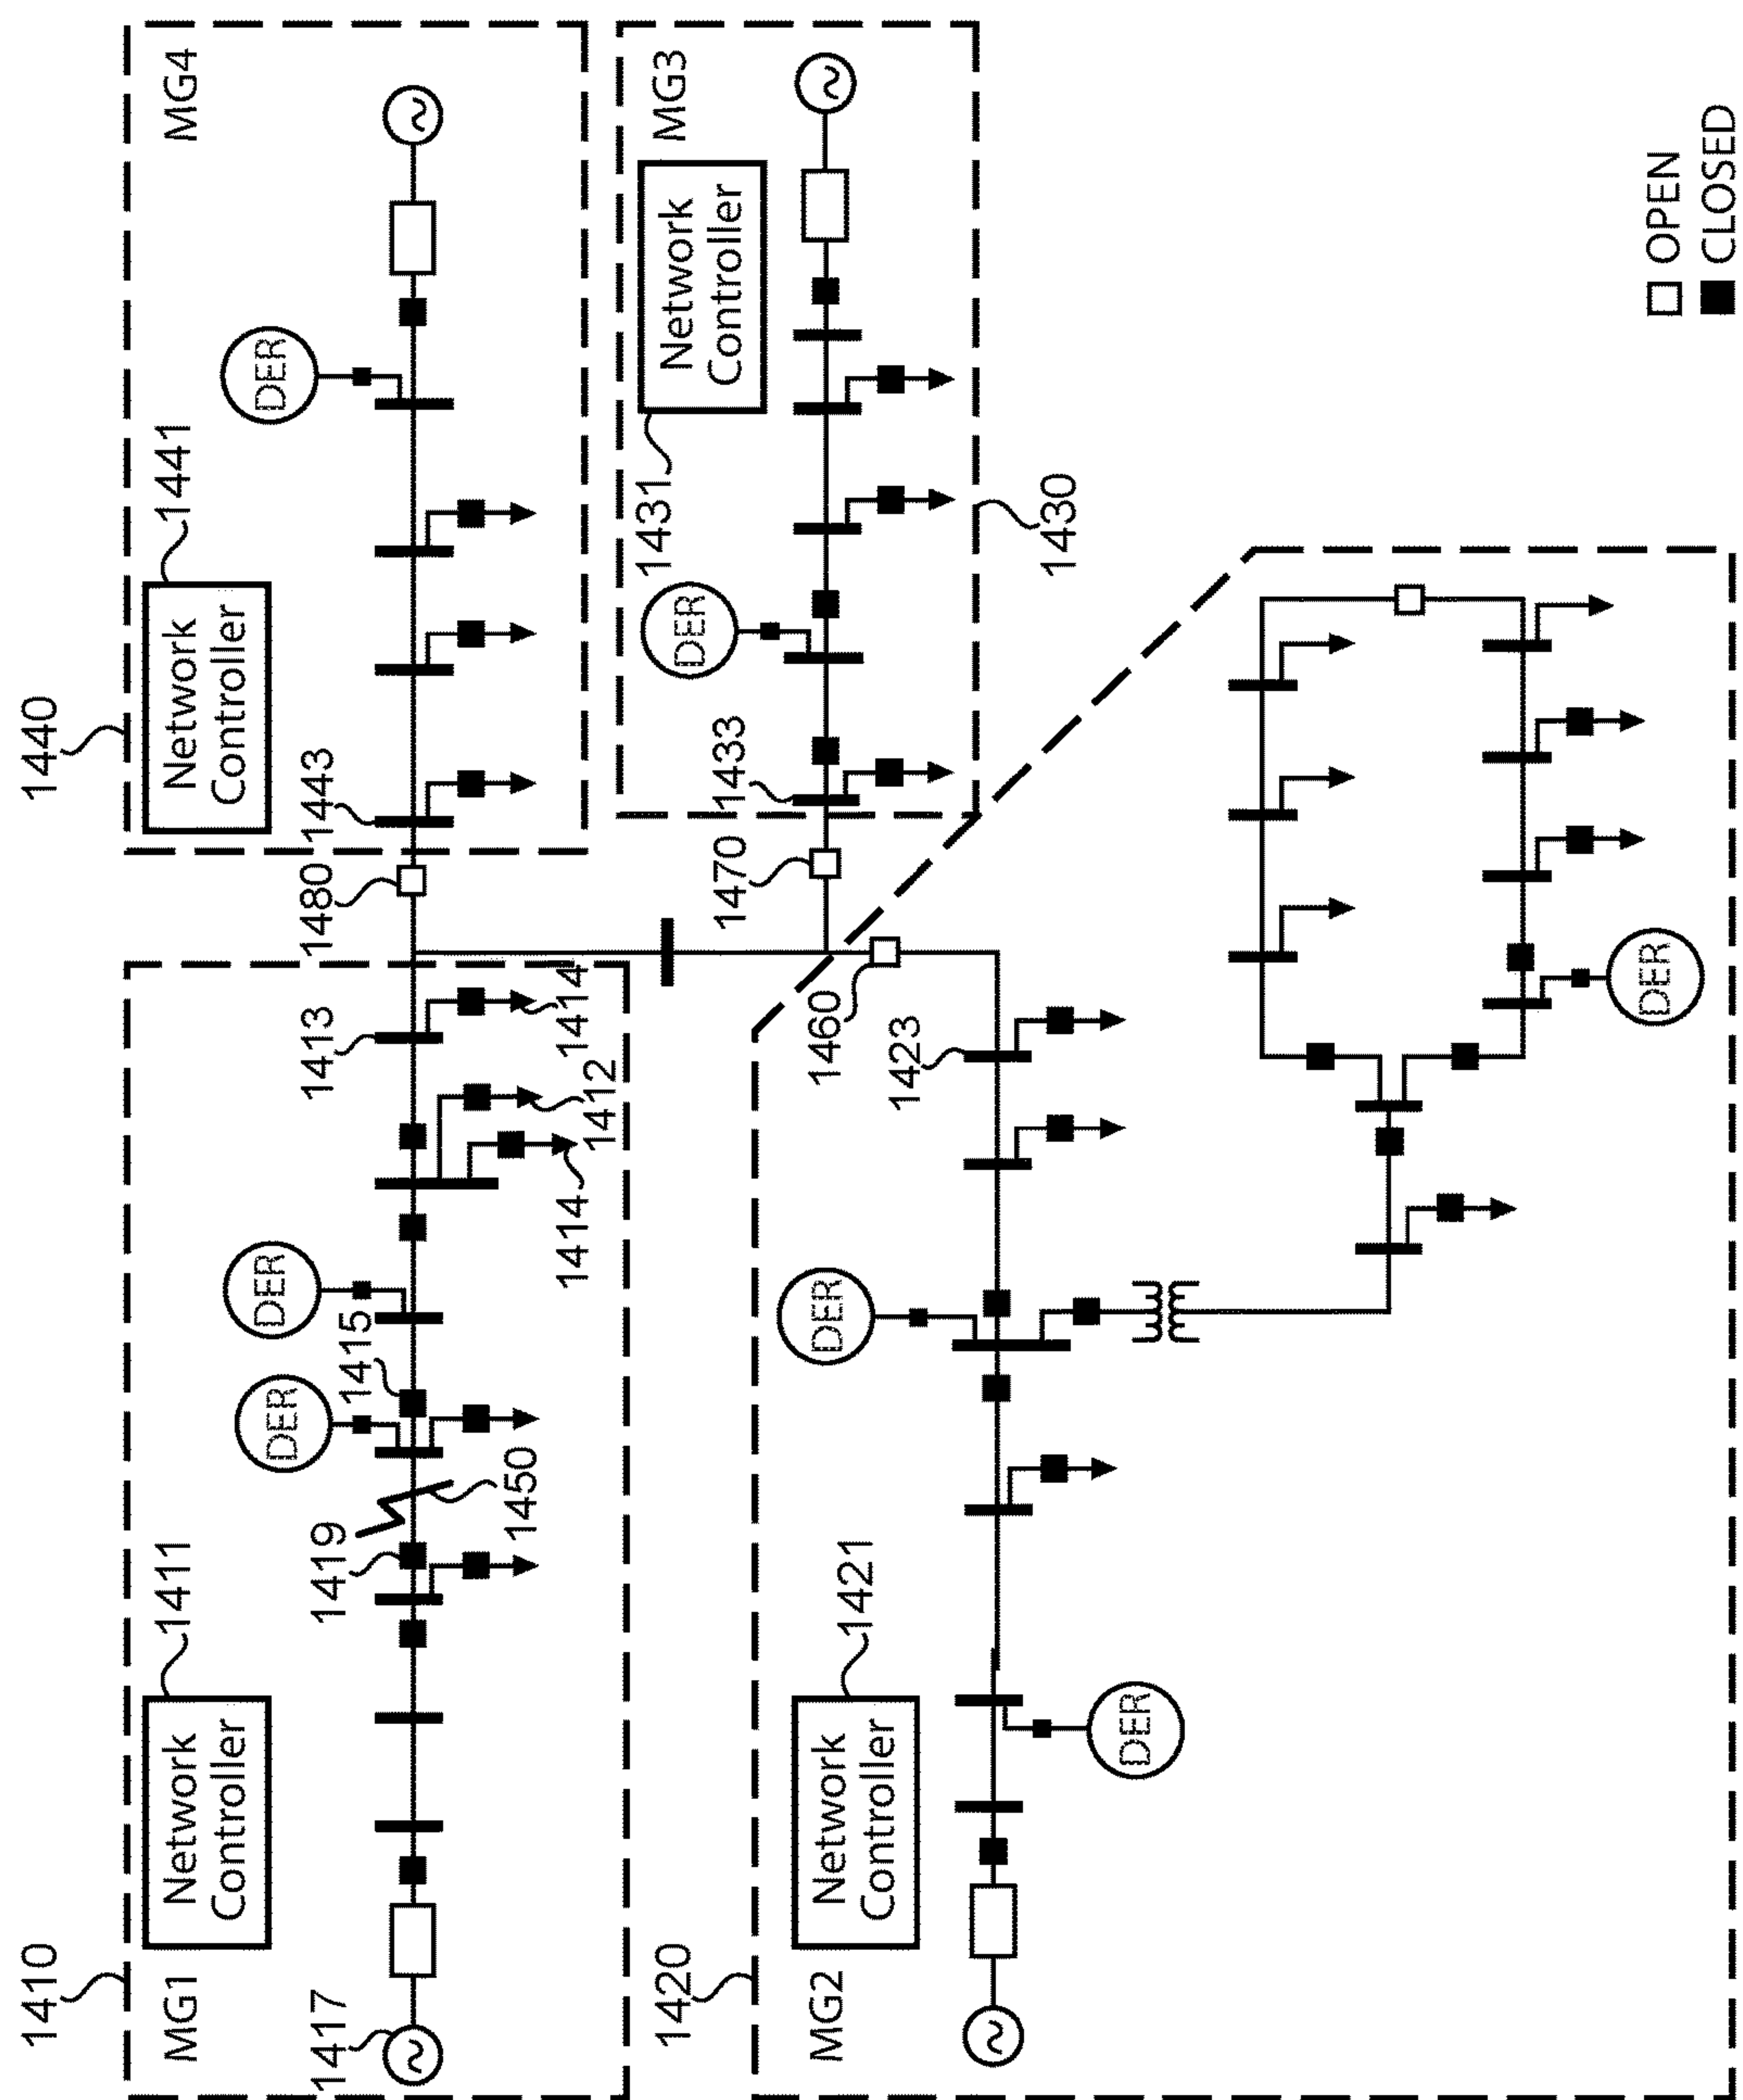 1410
MG1
Network
Controller
1411
1417
1419
1450
DER
1415
DER
1413
1414
1412
1414
1440
MG4
Network
Controller
1441
1443
1480
DER
MG3
Network
Controller
1431
1433
1470
DER
1430
1420
MG2
Network
Controller
1421
1460
1423
DER
DER
DER
OPEN
CLOSED